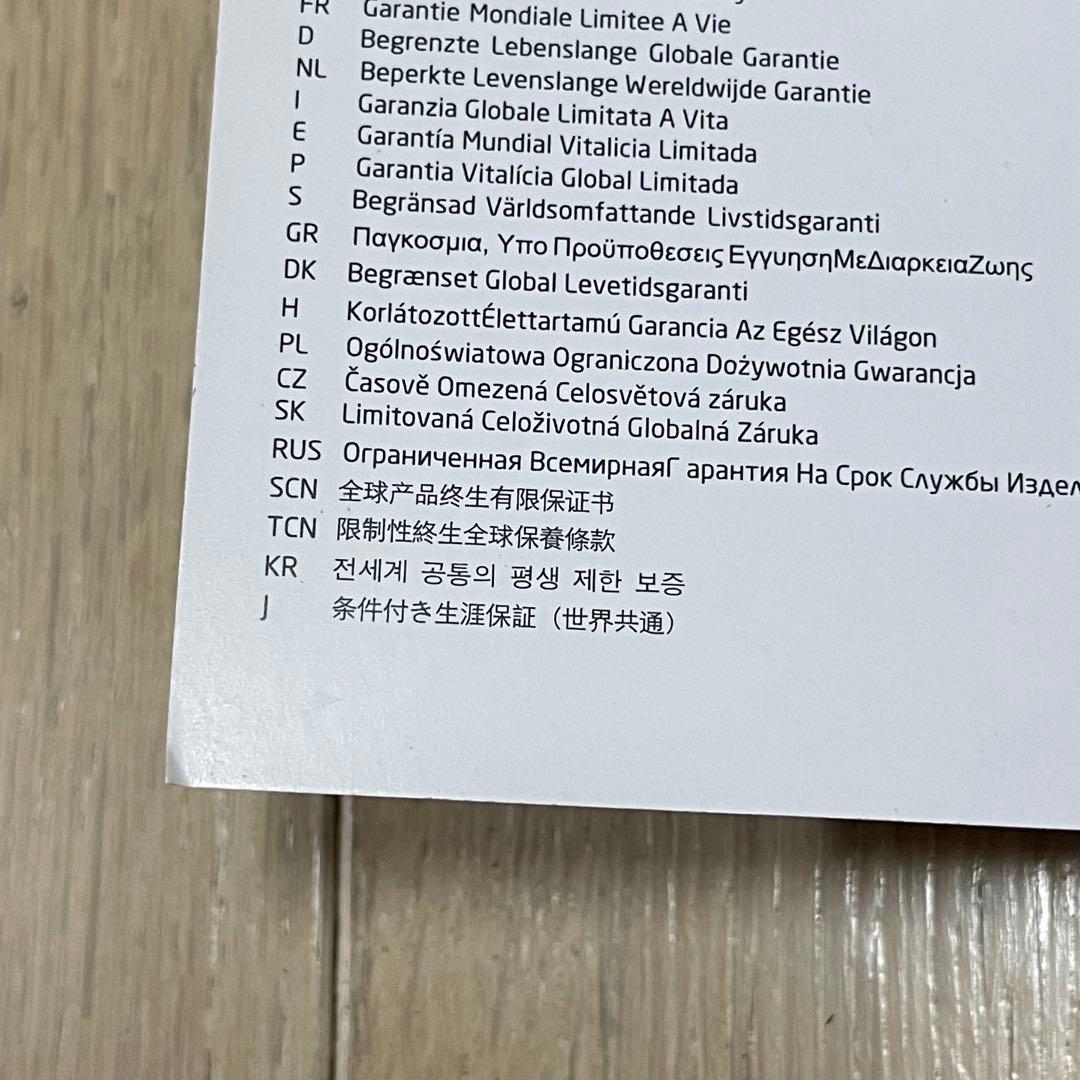 FR Garantie Mondiale Limitee A Vie
D Begrenzte Lebenslange Globale Garantie
NL Beperkte Levenslange Wereldwijde Garantie
I Garanzia Globale Limitata A Vita
E Garantía Mundial Vitalicia Limitada
P Garantia Vitalícia Global Limitada
S Begränsad Världsomfattande Livstidsgaranti
GR Παγκοσμια, Υπο Προϋποθεσεις ΕγγυησηΜεΔιαρκειαΖωης
DK Begrænset Global Levetidsgaranti
H KorlátozottÉlettartamú Garancia Az Egész Világon
PL Ogólnoświatowa Ograniczona Dożywotnia Gwarancja
CZ Časově Omezená Celosvětová záruka
SK Limitovaná Celoživotná Globalná Záruka
RUS Ограниченная ВсемирнаяГ арантия На Срок Службы
SCN 全球产品终生有限保证书
TCN 限制性終生全球保養條款
KR 전세계 공통의 평생 제한 보증
J 条件付き生涯保証（世界共通）